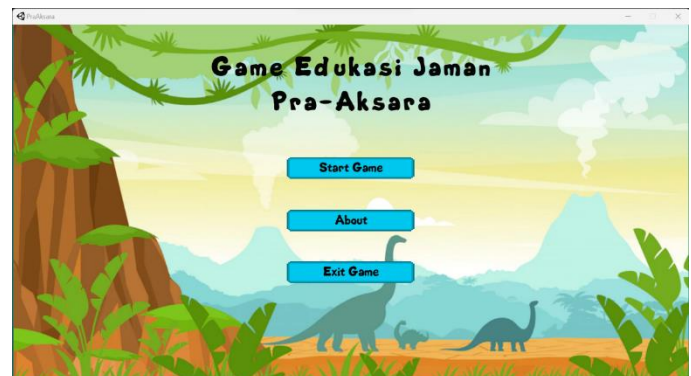 PraAksara
Game Edukasi Jaman
Pra-Aksara
Start Game
About
Exit Game